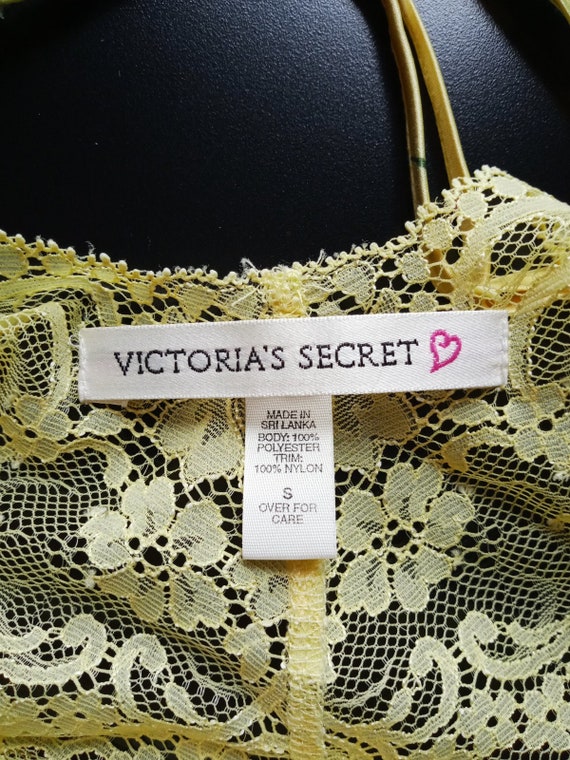 VICTORIA'S SECRET
MADE IN
SRI LANKA
BODY: 100%
POLYESTER
TRIM:
100% NYLON
S
OVER FOR
CARE